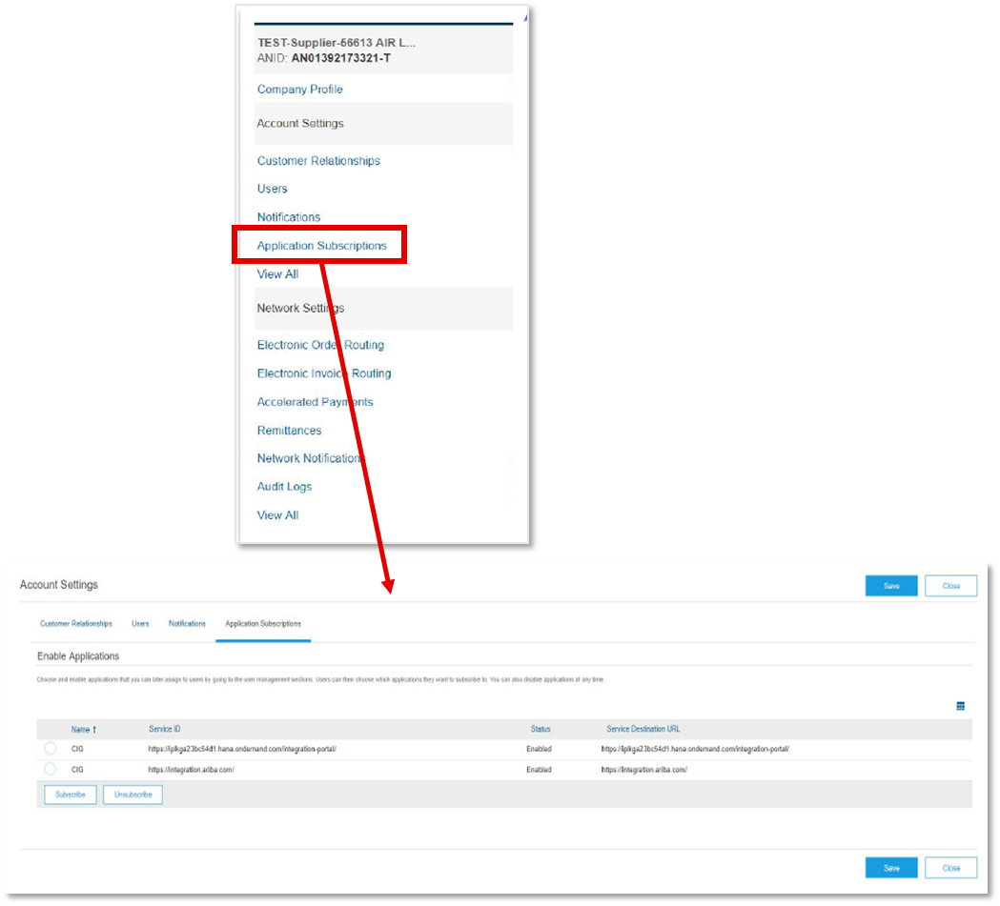 TEST-Supplier-56613 AIR L...
ANID: AN01392173321-T
Company Profile
Account Settings
Customer Relationships
Users
Notifications
Application Subscriptions
View All
Network Settings
Electronic Order Routing
Electronic Invoice Routing
Accelerated Payments
Remittances
Network Notifications
Audit Logs
View All
Account Settings Save Close
Customer Relationships Users Notifications Application Subscriptions
Enable Applications
Choose and enable applications that you can later assign to users by going to the user management sections. Users can then choose which applications they want to subscribe to. You can also disable applications at any time.
Name ↑ Service ID Status Service Destination URL
CIG https://iplkga23bc54d1.hana.ondemand.com/integration-portal/ Enabled https://iplkga23bc54d1.hana.ondemand.com/integration-portal/
CIG https://integration.ariba.com/ Enabled https://integration.ariba.com/
Subscribe Unsubscribe
Save Close